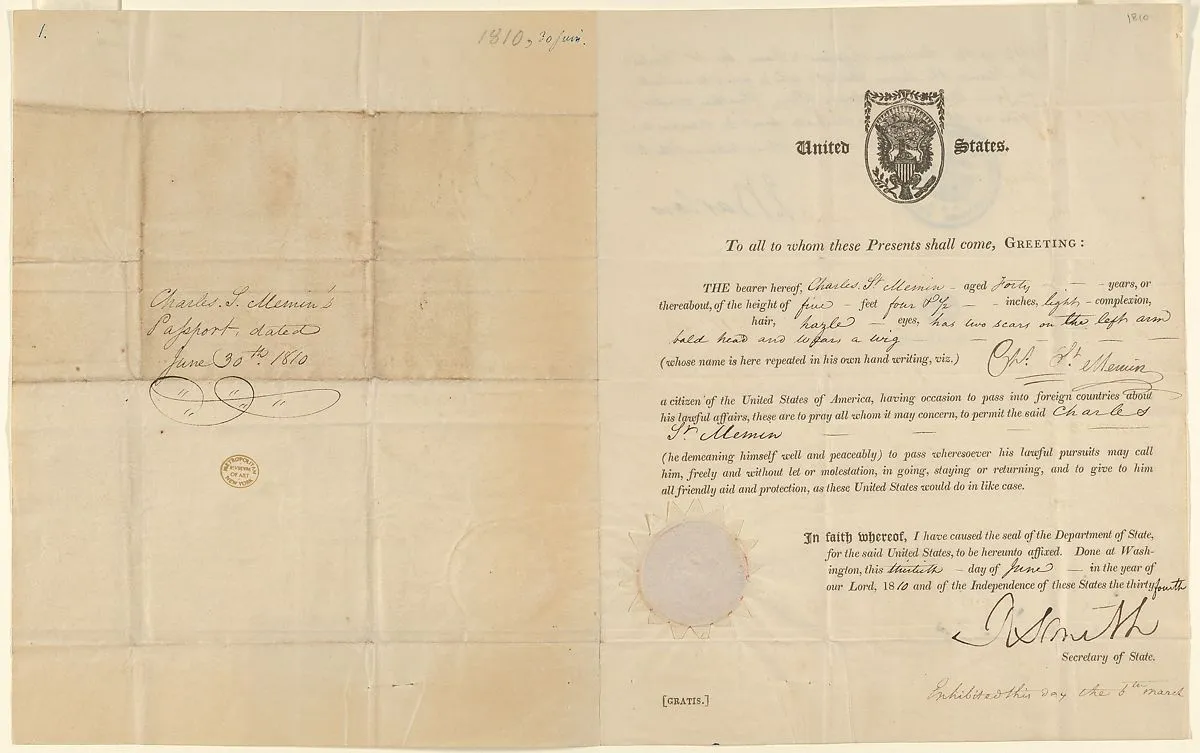 1.
1810, 30 juin.
Charles. S. Memin's
Passport, dated
June 30th. 1810
METROPOLITAN
MUSEUM
OF ART
NEW YORK
1810
United States.
To all to whom these Presents shall come, GREETING:
THE bearer hereof, Charles St Memin – aged Forty – – years, or
thereabout, of the height of five – feet four & ½ – – inches, light – complexion,
hair, hazle – eyes, has two scars on the left arm
bald head and wears a wig – – – – –
(whose name is here repeated in his own hand writing, viz.) Chs. St. Memin
a citizen of the United States of America, having occasion to pass into foreign countries about
his lawful affairs, these are to pray all whom it may concern, to permit the said Charles
St. Memin — — — — —
(he demeaning himself well and peaceably) to pass wheresoever his lawful pursuits may call
him, freely and without let or molestation, in going, staying or returning, and to give to him
all friendly aid and protection, as these United States would do in like case.
In faith whereof, I have caused the seal of the Department of State,
for the said United States, to be hereunto affixed. Done at Wash-
ington, this thirtieth – day of June – in the year of
our Lord, 1810 and of the Independence of these States the thirty fourth
R Smith
Secretary of State.
[GRATIS.]
Enhibited this day the 6th march